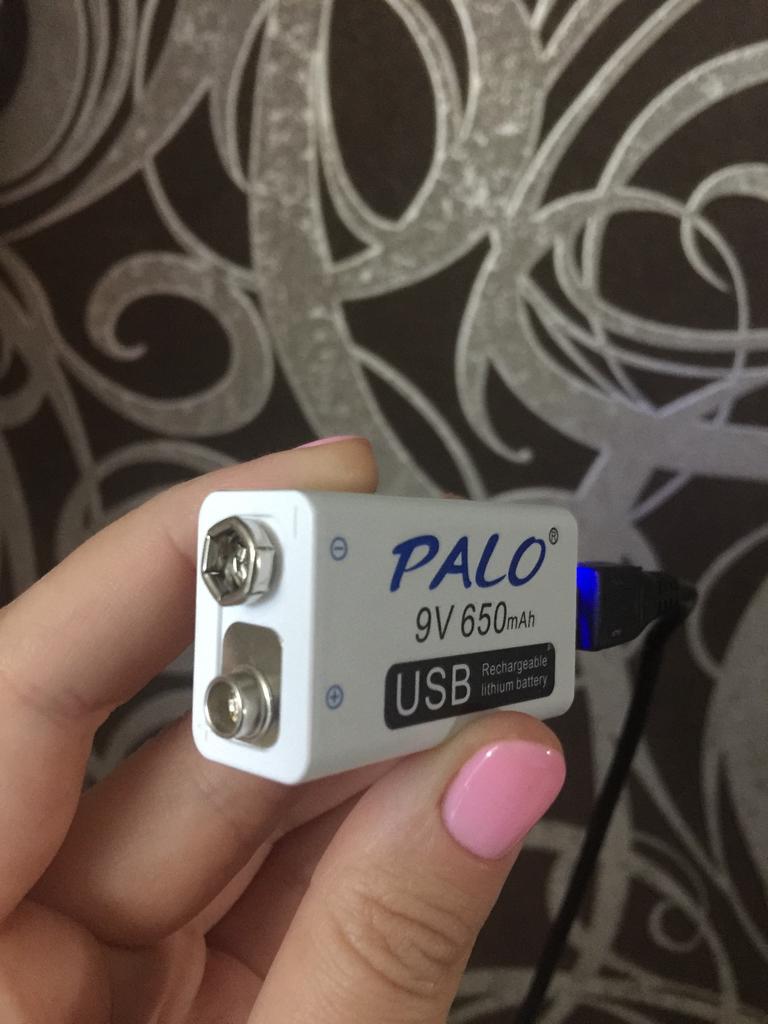 PALO®
9V 650mAh
USB
Rechargeable
lithium battery